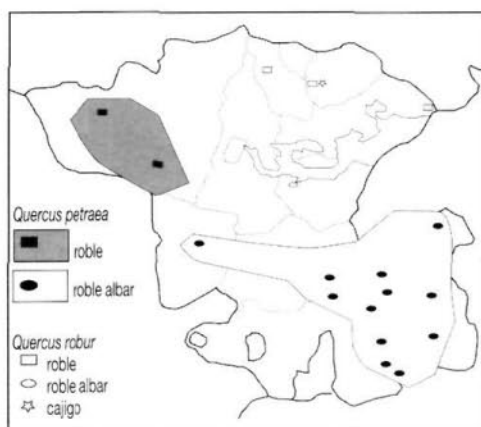 Quercus petraea
roble
roble albar
Quercus robur
roble
roble albar
cajigo